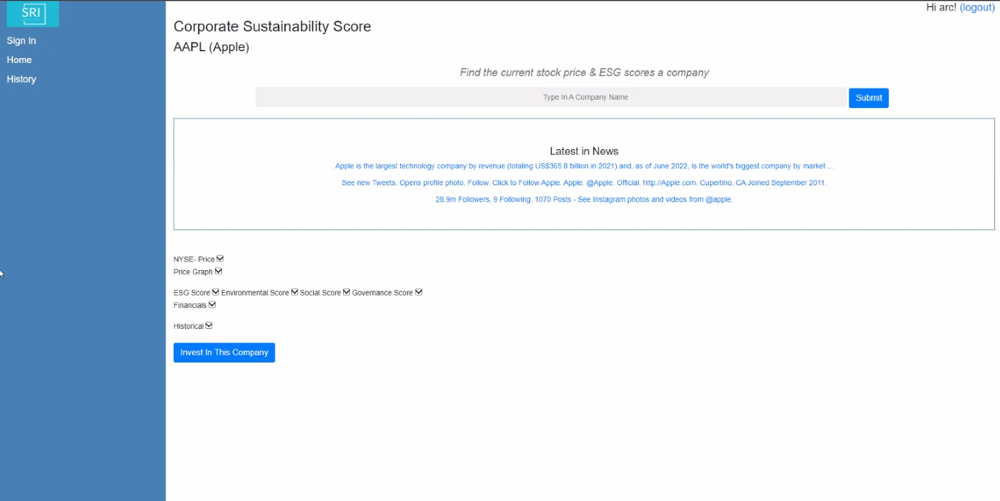 SRI
Sign In
Home
History
Hi arc! (logout)
Corporate Sustainability Score
AAPL (Apple)
Find the current stock price & ESG scores a company
Type In A Company Name
Submit
Latest in News
Apple is the largest technology company by revenue (totaling US$365.8 billion in 2021) and, as of June 2022, is the world's biggest company by market ...
See new Tweets. Opens profile photo. Follow. Click to Follow Apple. Apple. @Apple. Official. http://Apple.com. Cupertino, CA Joined September 2011.
28.9m Followers, 9 Following, 1070 Posts - See Instagram photos and videos from @apple.
NYSE- Price
Price Graph
ESG Score Environmental Score Social Score Governance Score
Financials
Historical
Invest In This Company